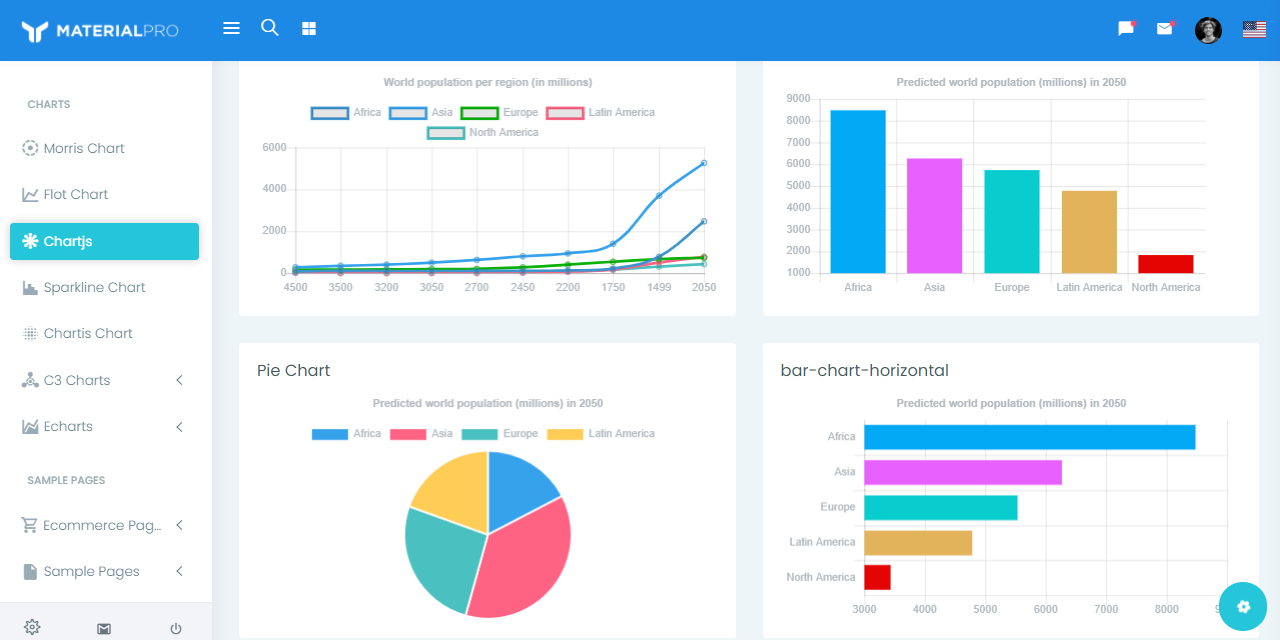 MATERIALPRO
CHARTS
Morris Chart
Flot Chart
Chartjs
Sparkline Chart
Chartis Chart
C3 Charts
Echarts
SAMPLE PAGES
Ecommerce Pag...
Sample Pages
World population per region (in millions)
Africa Asia Europe Latin America
North America
6000
4000
2000
0
4500 3500 3200 3050 2700 2450 2200 1750 1499 2050
Predicted world population (millions) in 2050
9000
8000
7000
6000
5000
4000
3000
2000
1000
Africa Asia Europe Latin America North America
Pie Chart
Predicted world population (millions) in 2050
Africa Asia Europe Latin America
bar-chart-horizontal
Predicted world population (millions) in 2050
Africa
Asia
Europe
Latin America
North America
3000 4000 5000 6000 7000 8000